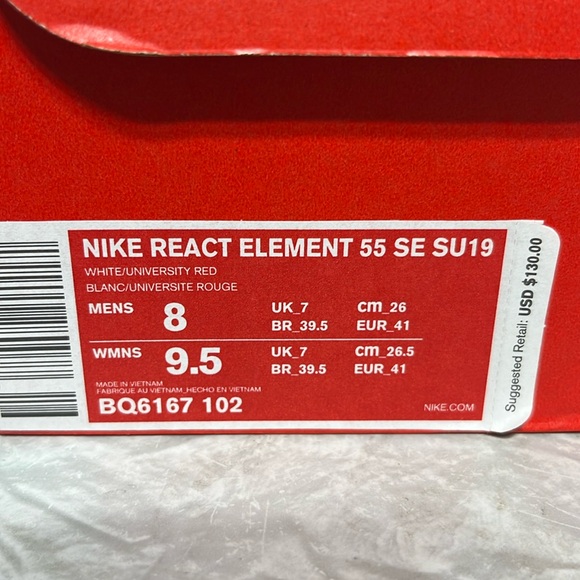 NIKE REACT ELEMENT 55 SE SU19
WHITE/UNIVERSITY RED
BLANC/UNIVERSITE ROUGE
MENS 8 UK_7 cm_26
BR_39.5 EUR_41
WMNS 9.5 UK_7 cm_26.5
BR_39.5 EUR_41
MADE IN VIETNAM
FABRIQUE AU VIETNAM_HECHO EN VIETNAM
BQ6167 102
NIKE.COM
Suggested Retail: USD $130.00